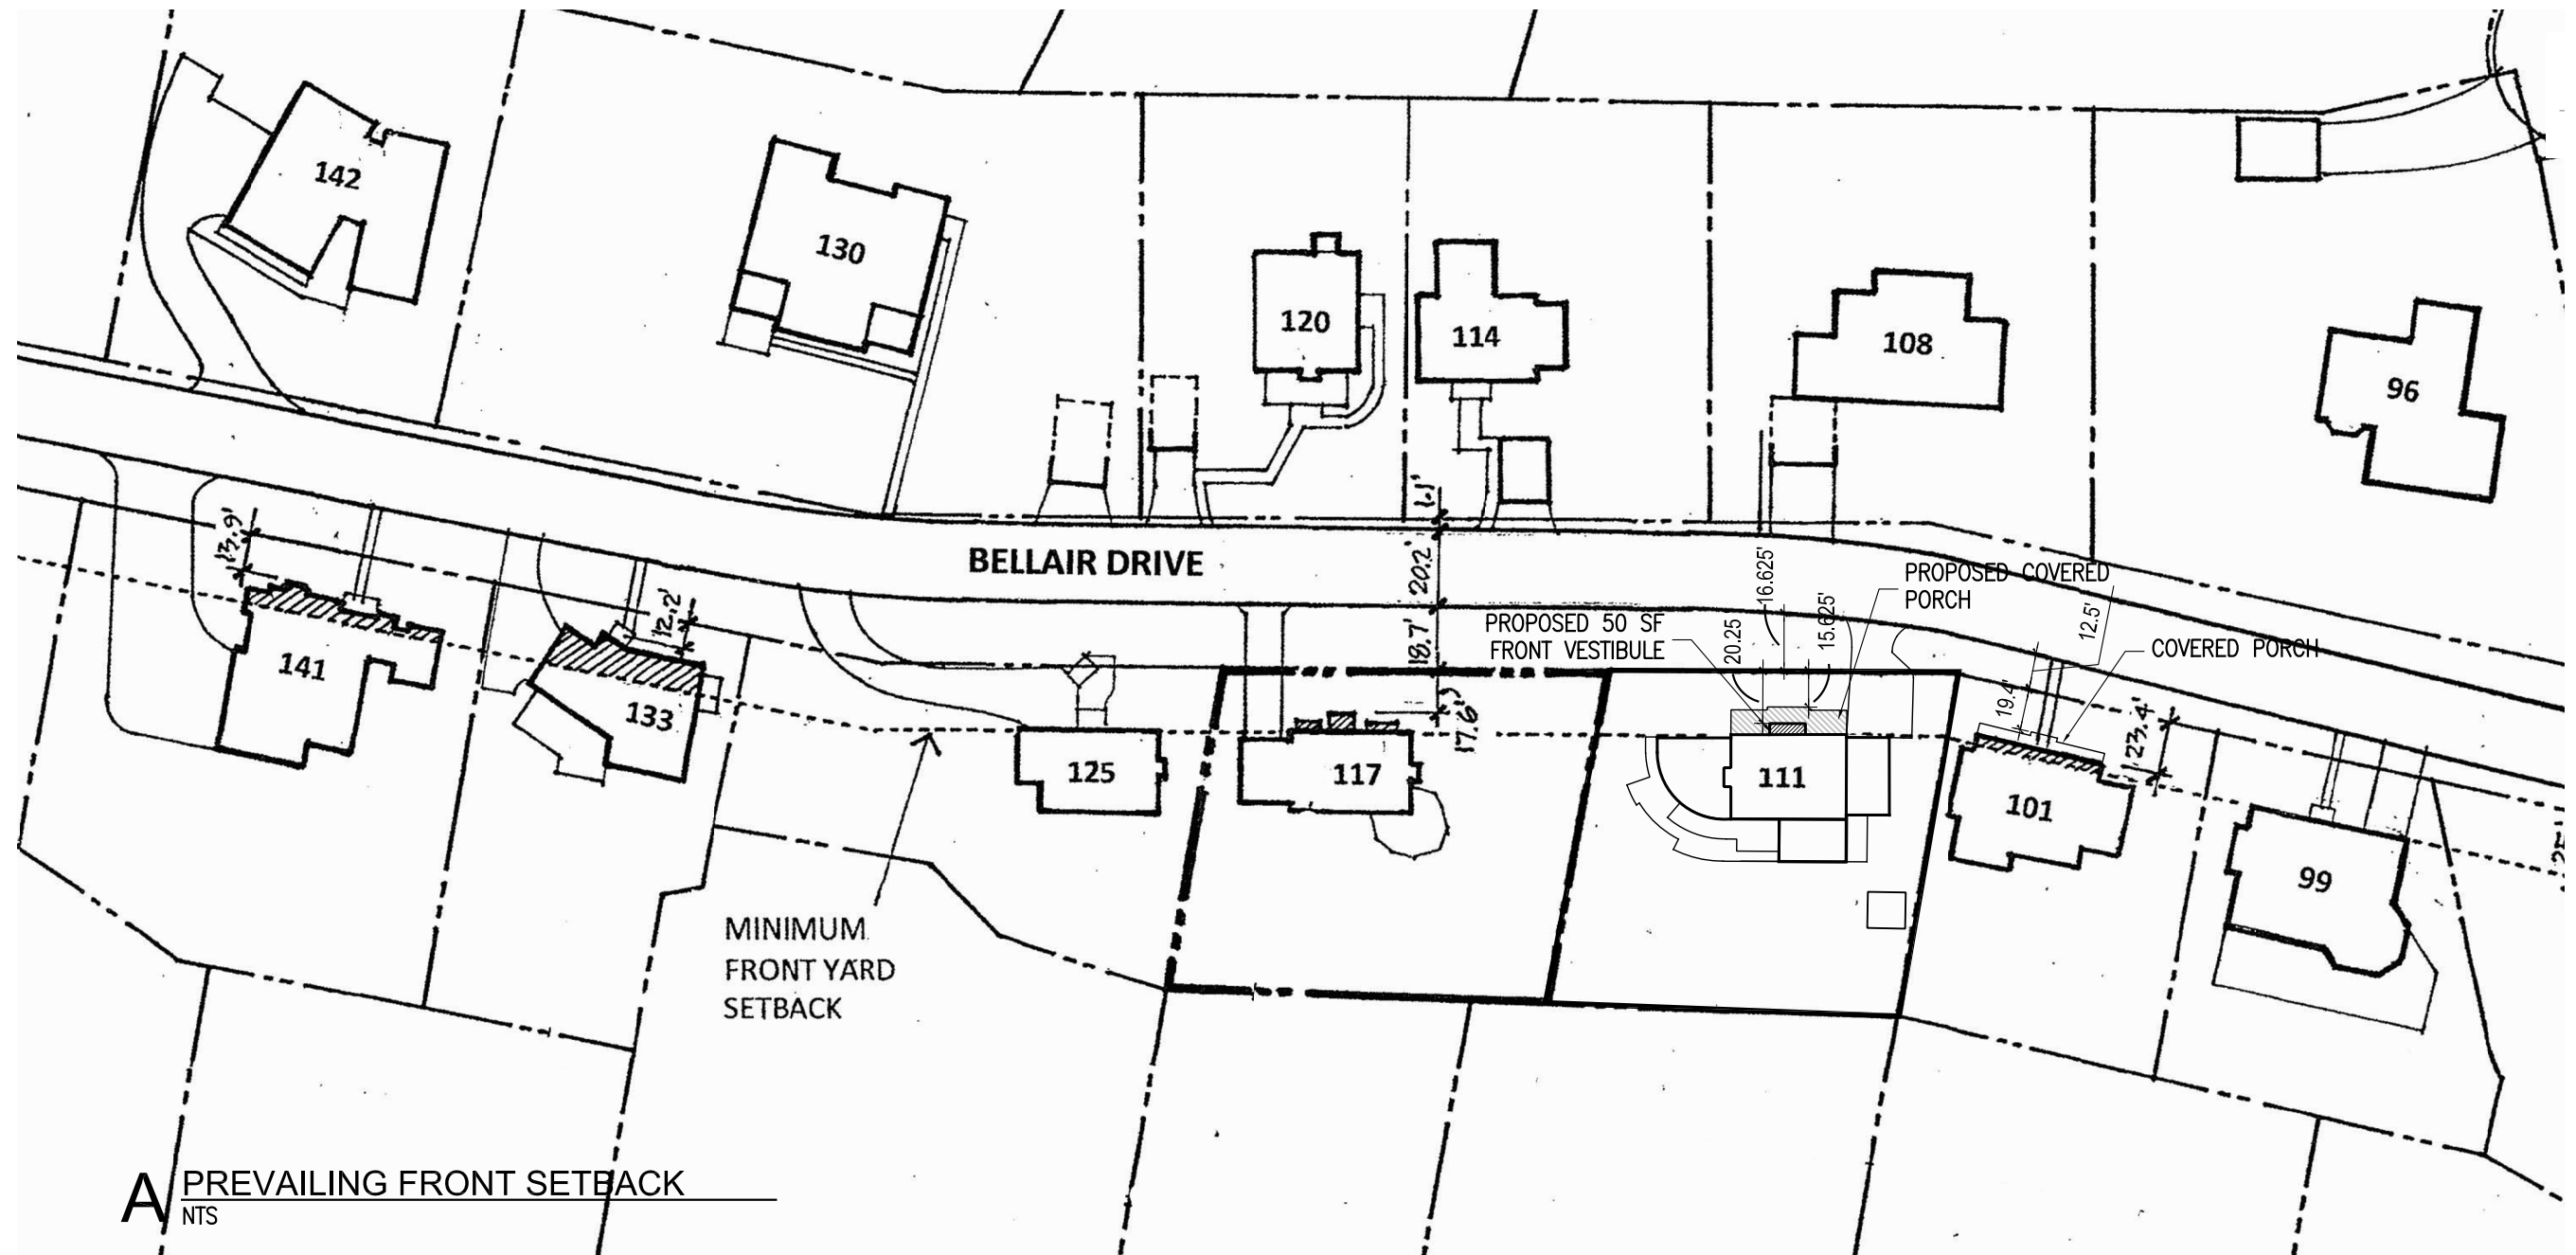 142
130
120
114
108
96
13.9'
12.2'
BELLAIR DRIVE
1.1'
20.2'
18.7'
17.6'
16.625'
20.25
15.625'
PROPOSED COVERED
PORCH
PROPOSED 50 SF
FRONT VESTIBULE
12.5'
COVERED PORCH
19.4'
23.4'
141
133
125
117
111
101
99
MINIMUM
FRONT YARD
SETBACK
A
PREVAILING FRONT SETBACK
NTS